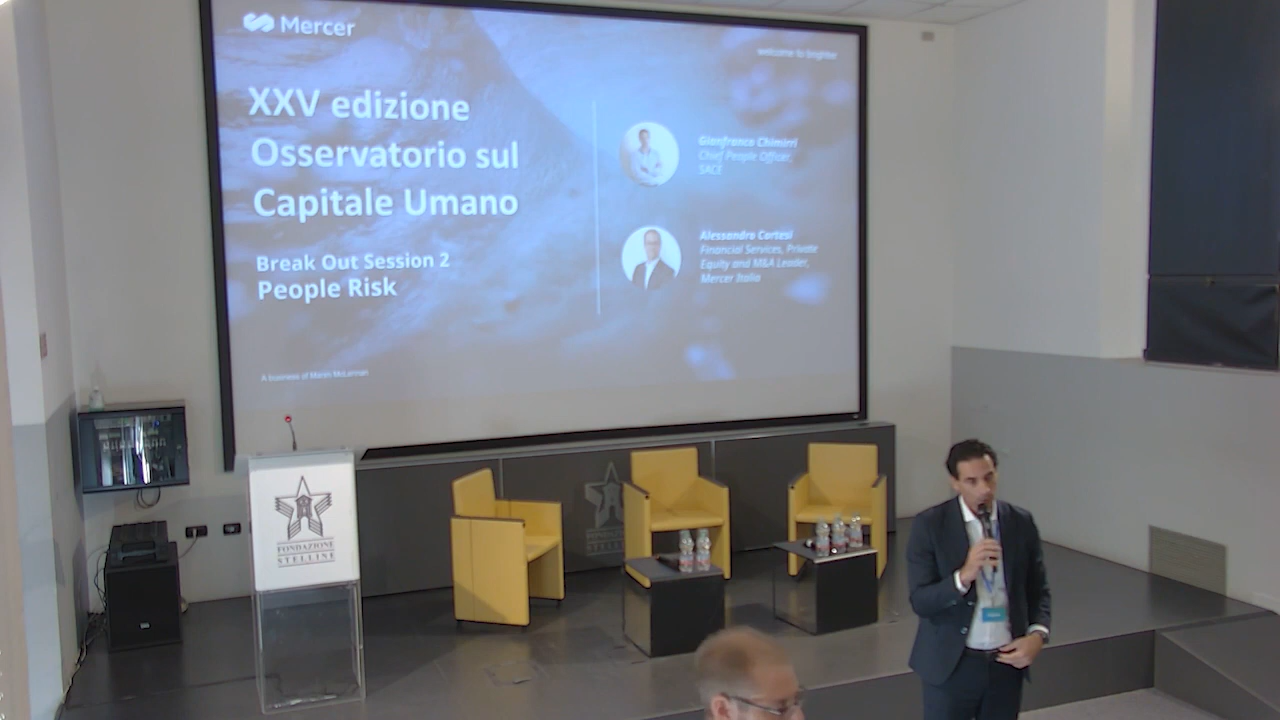 Mercer
welcome to brighter
XXV edizione
Osservatorio sul
Capitale Umano
Break Out Session 2
People Risk
Gianfranco Chimirri
Chief People Officer,
SACE
Alessandro Cortesi
Financial Services, Private
Equity and M&A Leader,
Mercer Italia
A business of Marsh McLennan
FONDAZIONE
STELLINE
FONDAZIONE
STELLINE